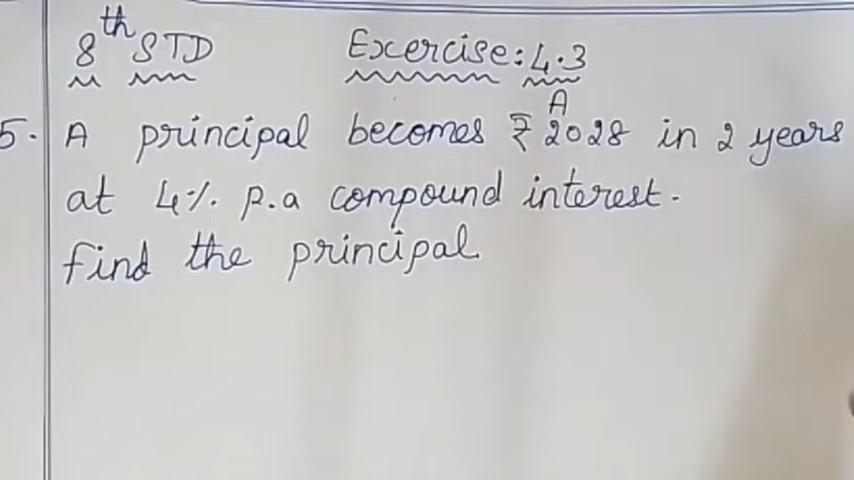 8th STD Exercise: 4.3
A
5. A principal becomes ₹ 2028 in 2 years
at 4% p.a compound interest.
find the principal.